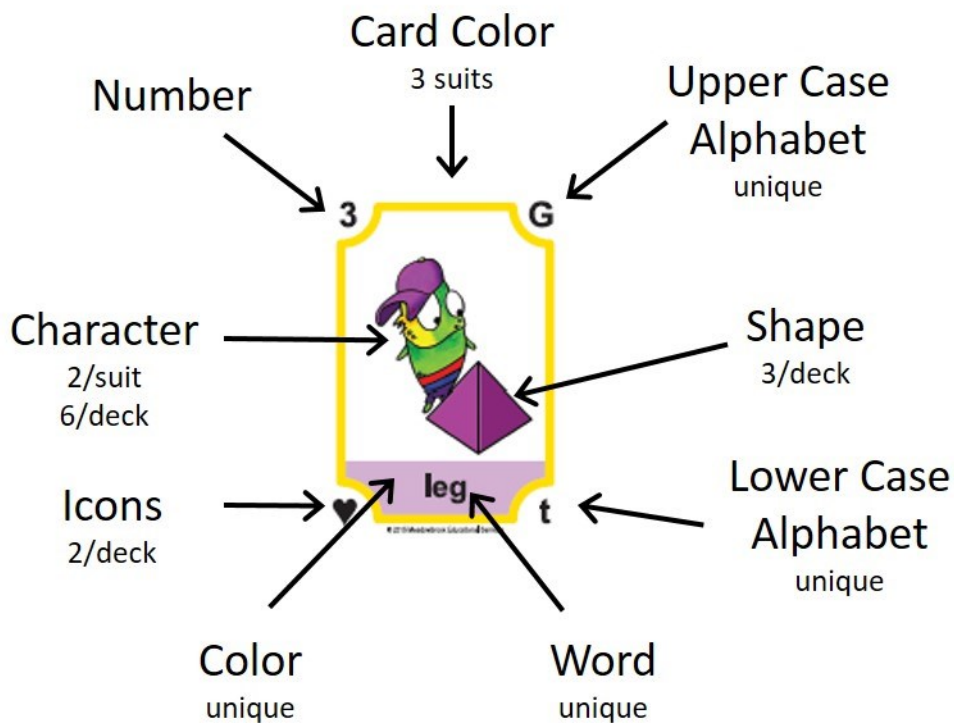 Card Color
3 suits
Number
Upper Case
Alphabet
unique
3
G
Character
2/suit
6/deck
Shape
3/deck
leg
Icons
2/deck
t
Lower Case
Alphabet
unique
Color
unique
Word
unique